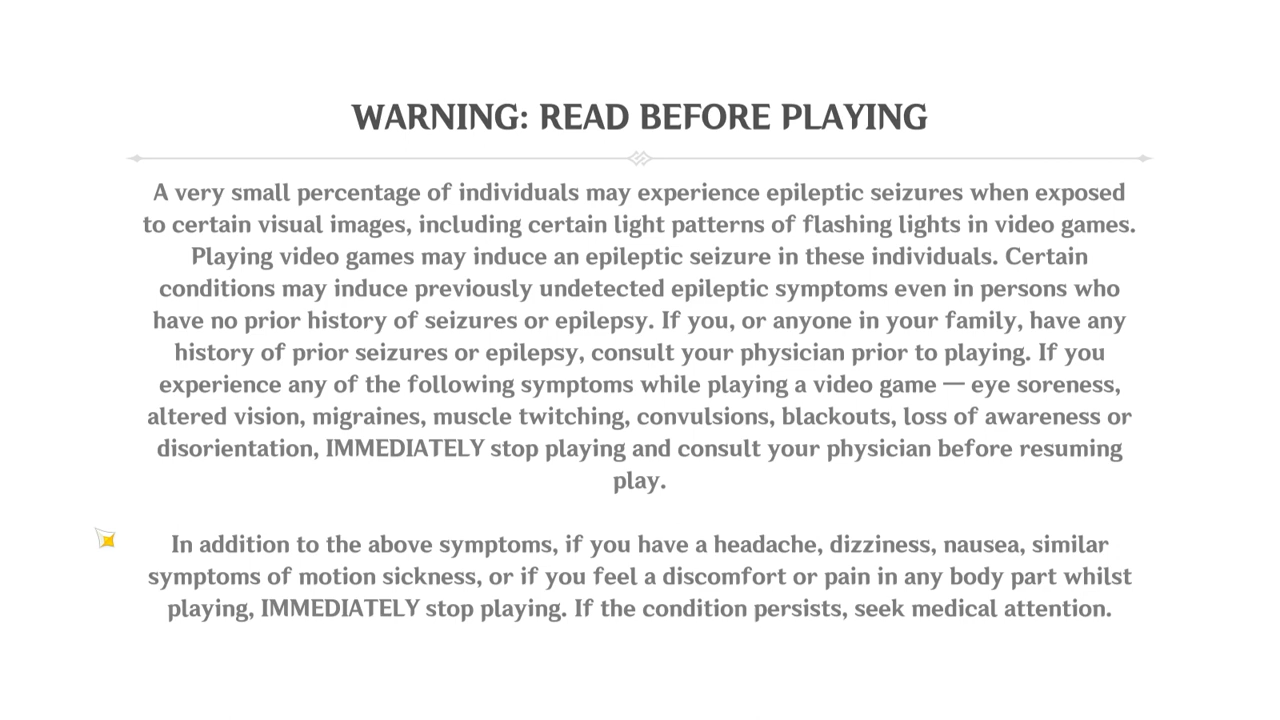 WARNING: READ BEFORE PLAYING
A very small percentage of individuals may experience epileptic seizures when exposed
to certain visual images, including certain light patterns of flashing lights in video games.
Playing video games may induce an epileptic seizure in these individuals. Certain
conditions may induce previously undetected epileptic symptoms even in persons who
have no prior history of seizures or epilepsy. If you, or anyone in your family, have any
history of prior seizures or epilepsy, consult your physician prior to playing. If you
experience any of the following symptoms while playing a video game — eye soreness,
altered vision, migraines, muscle twitching, convulsions, blackouts, loss of awareness or
disorientation, IMMEDIATELY stop playing and consult your physician before resuming
play.
In addition to the above symptoms, if you have a headache, dizziness, nausea, similar
symptoms of motion sickness, or if you feel a discomfort or pain in any body part whilst
playing, IMMEDIATELY stop playing. If the condition persists, seek medical attention.